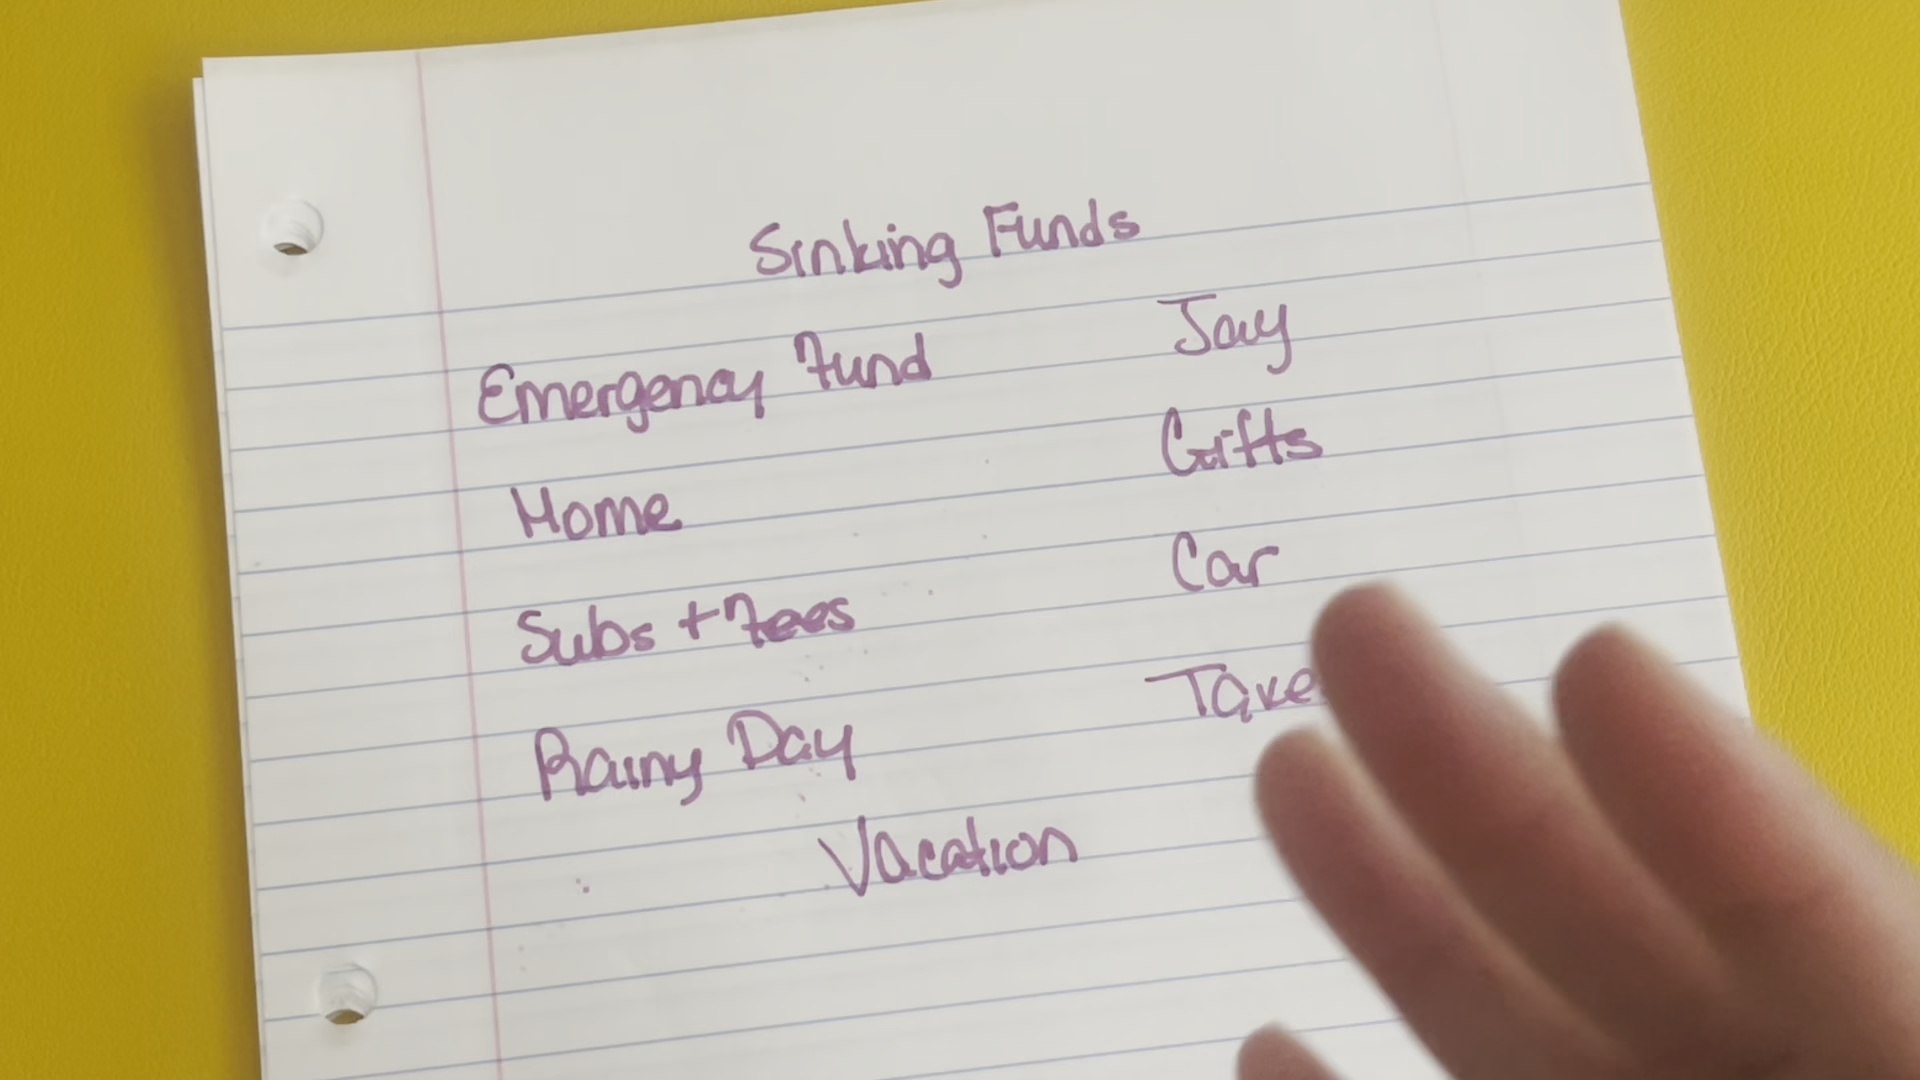 Sinking Funds
Emergency Fund
Jay
Home
Gifts
Subs + Fees
Car
Rainy Day
Vacation